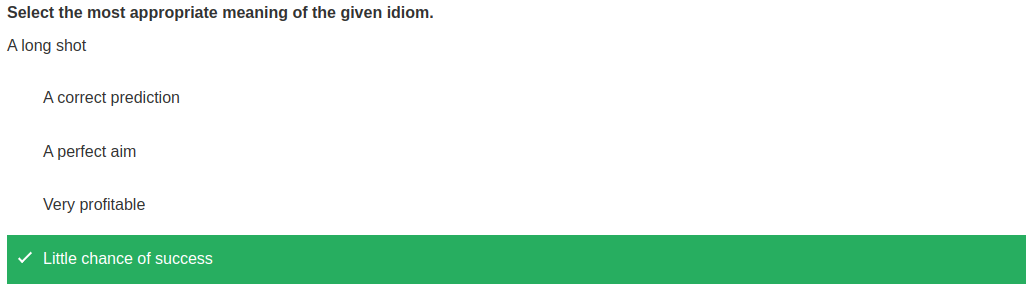 Select the most appropriate meaning of the given idiom.
A long shot
A correct prediction
A perfect aim
Very profitable
Little chance of success